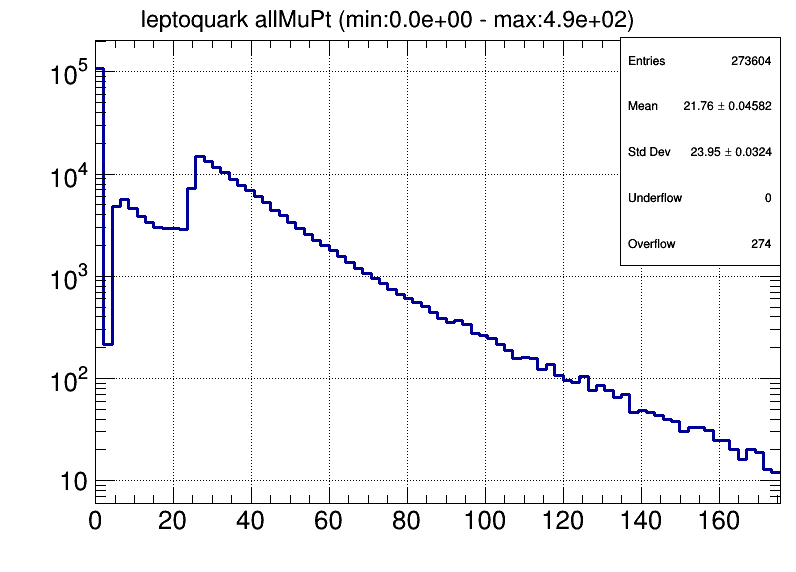 leptoquark allMuPt (min:0.0e+00 - max:4.9e+02)
Entries 273604
Mean 21.76 ± 0.04582
Std Dev 23.95 ± 0.0324
Underflow 0
Overflow 274
10^5
10^4
10^3
10^2
10
0 20 40 60 80 100 120 140 160